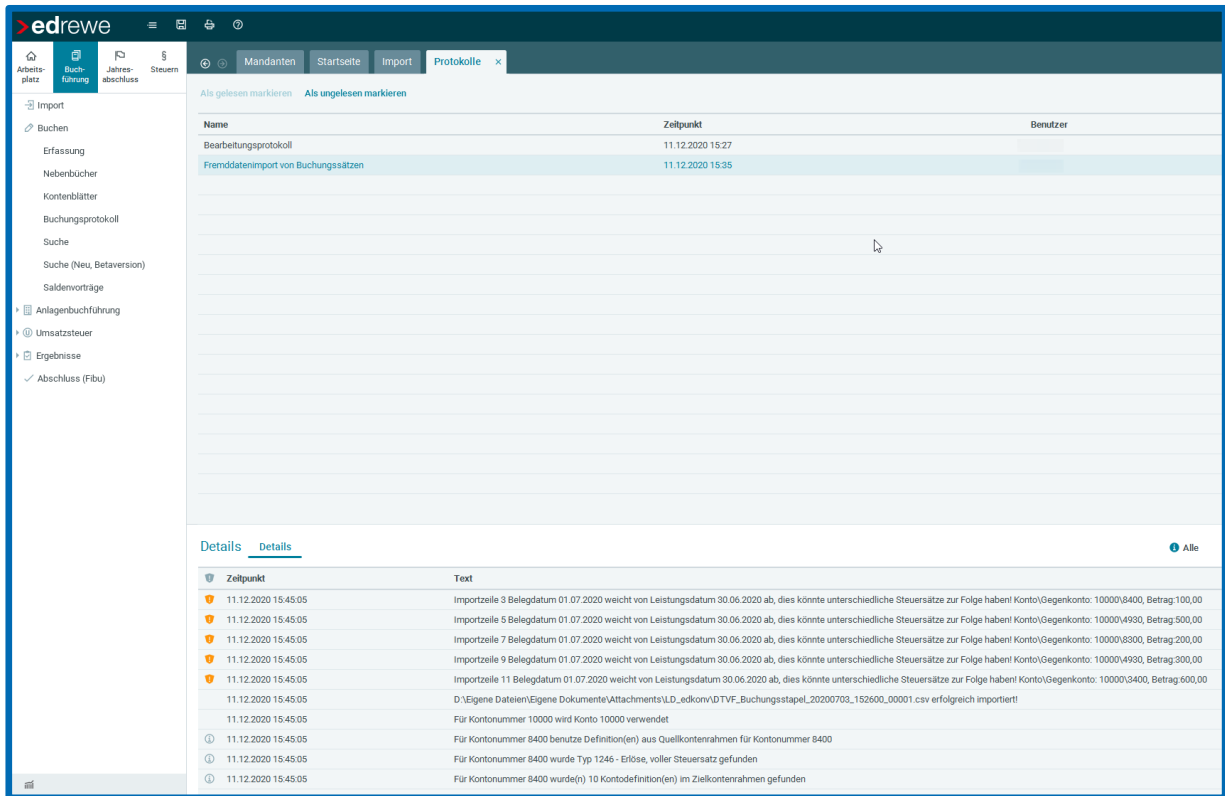 edrewe
Arbeits-
platz
Buch-
führung
Jahres-
abschluss
§
Steuern
Mandanten Startseite Import Protokolle ×
Import
Buchen
Erfassung
Nebenbücher
Kontenblätter
Buchungsprotokoll
Suche
Suche (Neu, Betaversion)
Saldenvorträge
Anlagenbuchführung
Umsatzsteuer
Ergebnisse
Abschluss (Fibu)
Als gelesen markieren Als ungelesen markieren
Name Zeitpunkt Benutzer
Bearbeitungsprotokoll 11.12.2020 15:27
Fremddatenimport von Buchungssätzen 11.12.2020 15:35
Details Details Alle
Zeitpunkt Text
11.12.2020 15:45:05 Importzeile 3 Belegdatum 01.07.2020 weicht von Leistungsdatum 30.06.2020 ab, dies könnte unterschiedliche Steuersätze zur Folge haben! Konto\Gegenkonto: 10000\8400, Betrag:100,00
11.12.2020 15:45:05 Importzeile 5 Belegdatum 01.07.2020 weicht von Leistungsdatum 30.06.2020 ab, dies könnte unterschiedliche Steuersätze zur Folge haben! Konto\Gegenkonto: 10000\4930, Betrag:500,00
11.12.2020 15:45:05 Importzeile 7 Belegdatum 01.07.2020 weicht von Leistungsdatum 30.06.2020 ab, dies könnte unterschiedliche Steuersätze zur Folge haben! Konto\Gegenkonto: 10000\8300, Betrag:200,00
11.12.2020 15:45:05 Importzeile 9 Belegdatum 01.07.2020 weicht von Leistungsdatum 30.06.2020 ab, dies könnte unterschiedliche Steuersätze zur Folge haben! Konto\Gegenkonto: 10000\4930, Betrag:300,00
11.12.2020 15:45:05 Importzeile 11 Belegdatum 01.07.2020 weicht von Leistungsdatum 30.06.2020 ab, dies könnte unterschiedliche Steuersätze zur Folge haben! Konto\Gegenkonto: 10000\3400, Betrag:600,00
11.12.2020 15:45:05 D:\Eigene Dateien\Eigene Dokumente\Attachments\LD_edkonv\DTVF_Buchungsstapel_20200703_152600_00001.csv erfolgreich importiert!
11.12.2020 15:45:05 Für Kontonummer 10000 wird Konto 10000 verwendet
11.12.2020 15:45:05 Für Kontonummer 8400 benutze Definition(en) aus Quellkontenrahmen für Kontonummer 8400
11.12.2020 15:45:05 Für Kontonummer 8400 wurde Typ 1246 - Erlöse, voller Steuersatz gefunden
11.12.2020 15:45:05 Für Kontonummer 8400 wurde(n) 10 Kontodefinition(en) im Zielkontenrahmen gefunden